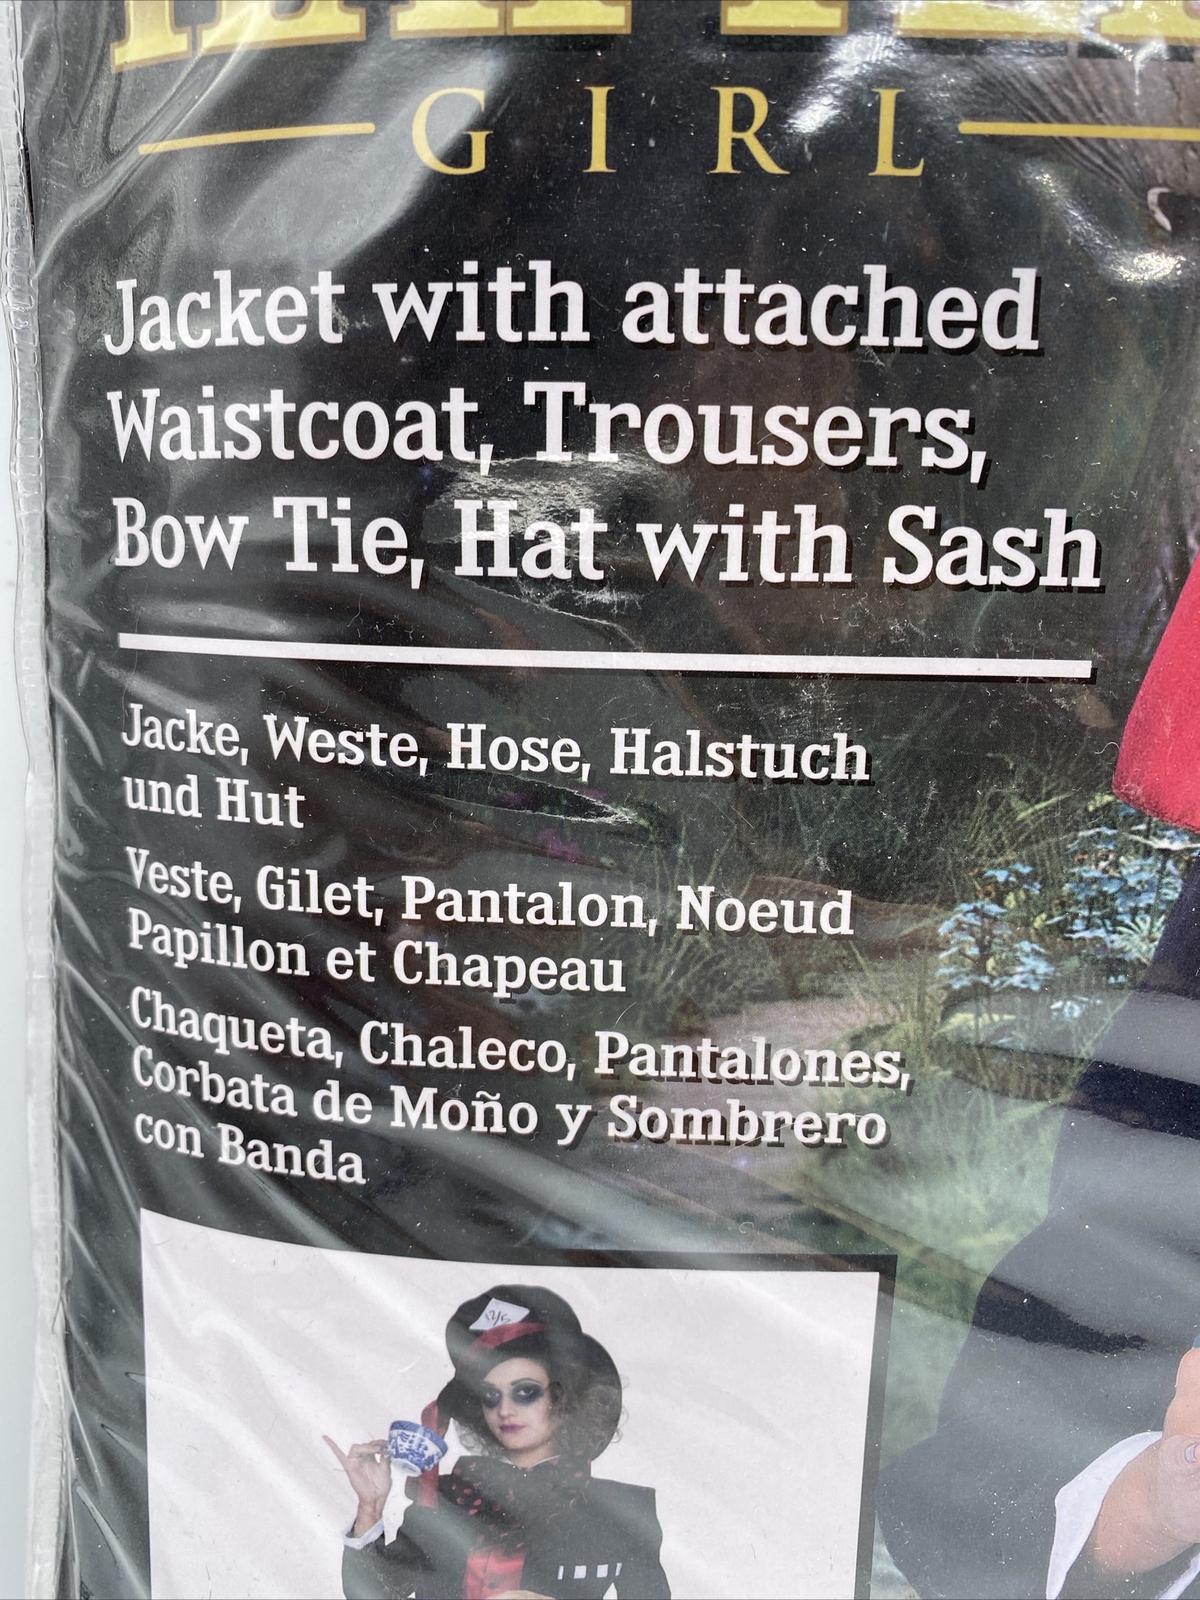 GIRL
Jacket with attached
Waistcoat, Trousers,
Bow Tie, Hat with Sash
Jacke, Weste, Hose, Halstuch
und Hut
Veste, Gilet, Pantalon, Noeud
Papillon et Chapeau
Chaqueta, Chaleco, Pantalones,
Corbata de Moño y Sombrero
con Banda